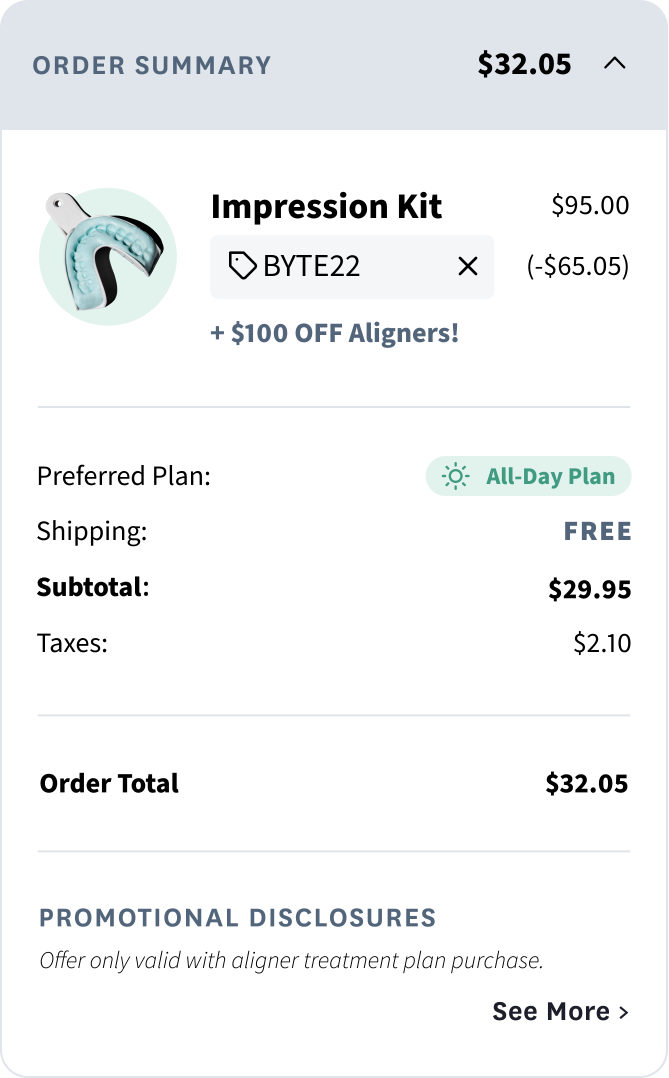 ORDER SUMMARY $32.05
Impression Kit $95.00
BYTE22 (-$65.05)
+ $100 OFF Aligners!
Preferred Plan: All-Day Plan
Shipping: FREE
Subtotal: $29.95
Taxes: $2.10
Order Total $32.05
PROMOTIONAL DISCLOSURES
Offer only valid with aligner treatment plan purchase.
See More >